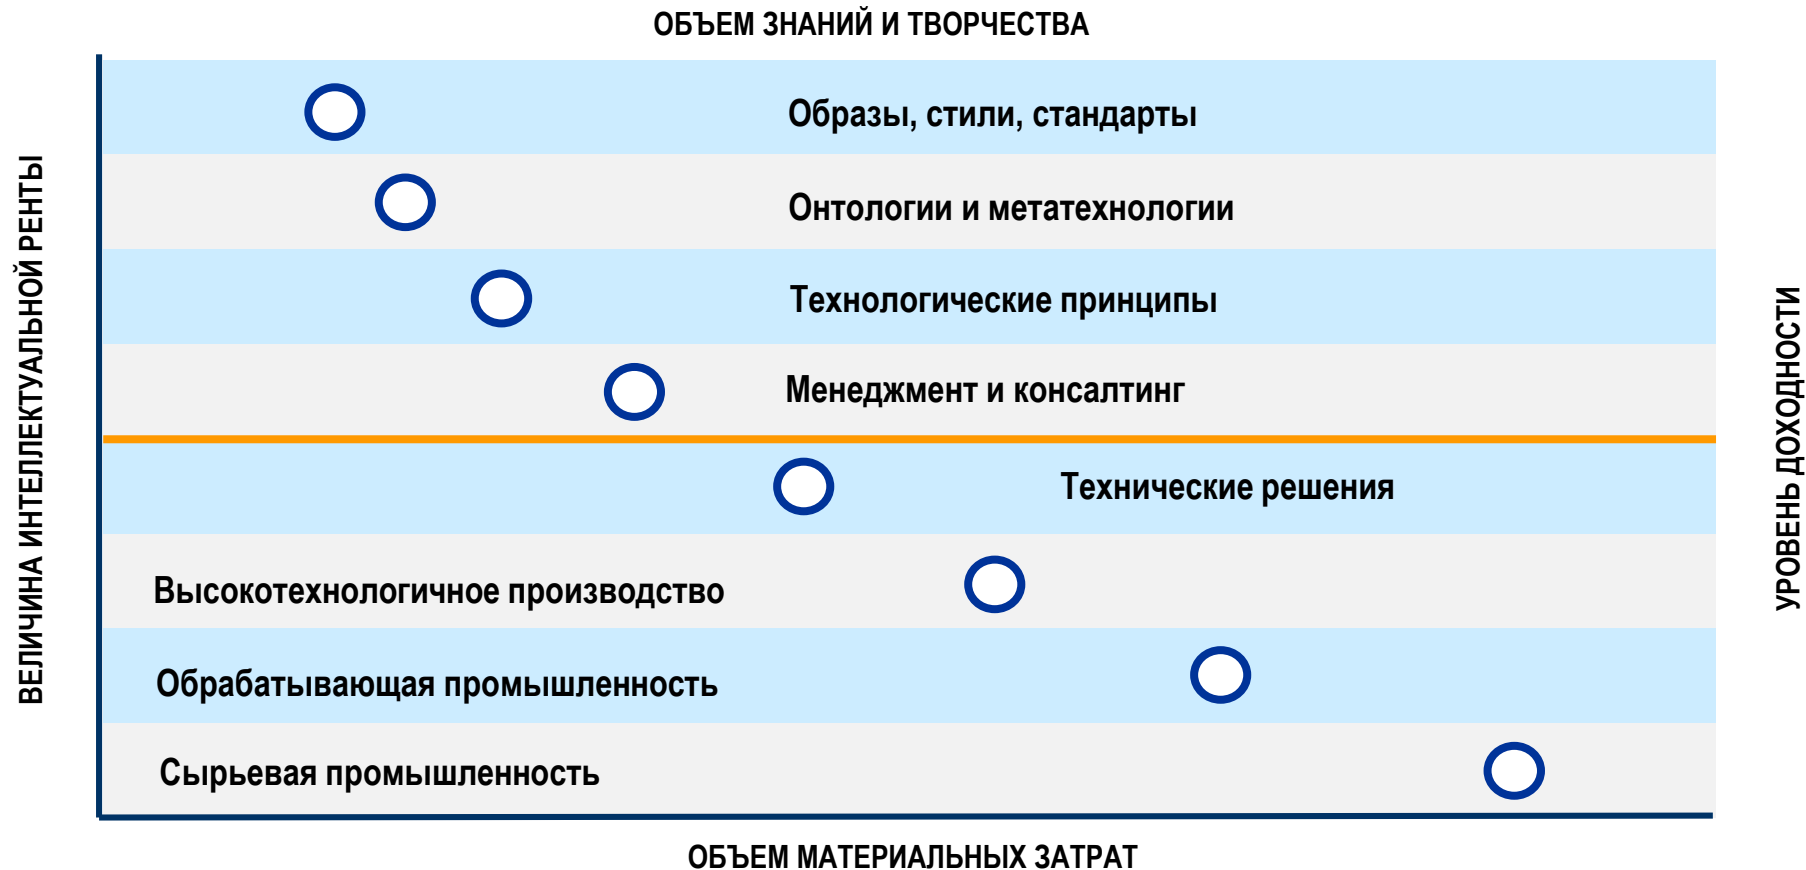 ОБЪЕМ ЗНАНИЙ И ТВОРЧЕСТВА
ВЕЛИЧИНА ИНТЕЛЛЕКТУАЛЬНОЙ РЕНТЫ
Образы, стили, стандарты
Онтологии и метатехнологии
Технологические принципы
Менеджмент и консалтинг
Технические решения
Высокотехнологичное производство
Обрабатывающая промышленность
Сырьевая промышленность
УРОВЕНЬ ДОХОДНОСТИ
ОБЪЕМ МАТЕРИАЛЬНЫХ ЗАТРАТ